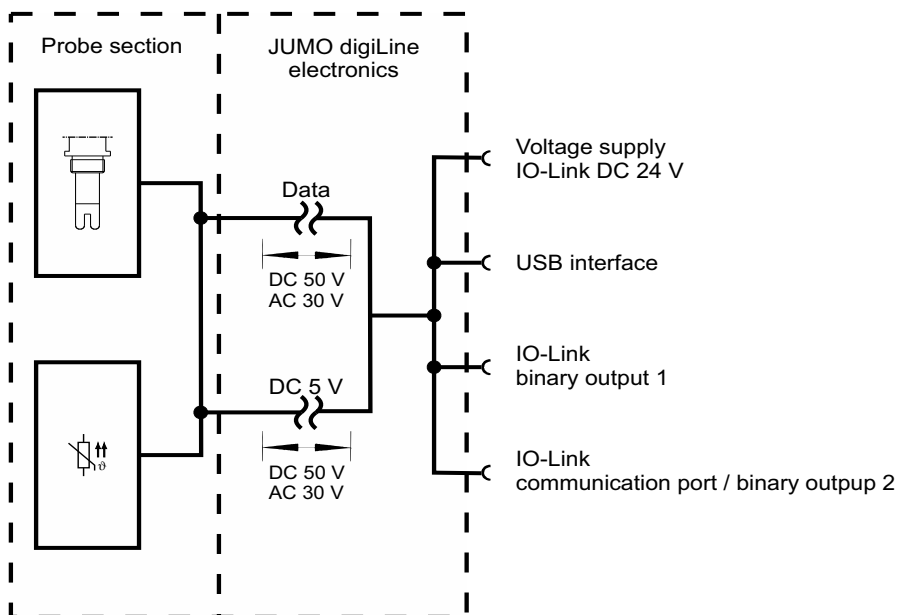 Probe section
JUMO digiLine
electronics
Data
DC 50 V
AC 30 V
DC 5 V
DC 50 V
AC 30 V
ϑ
Voltage supply
IO-Link DC 24 V
USB interface
IO-Link
binary output 1
IO-Link
communication port / binary outpup 2